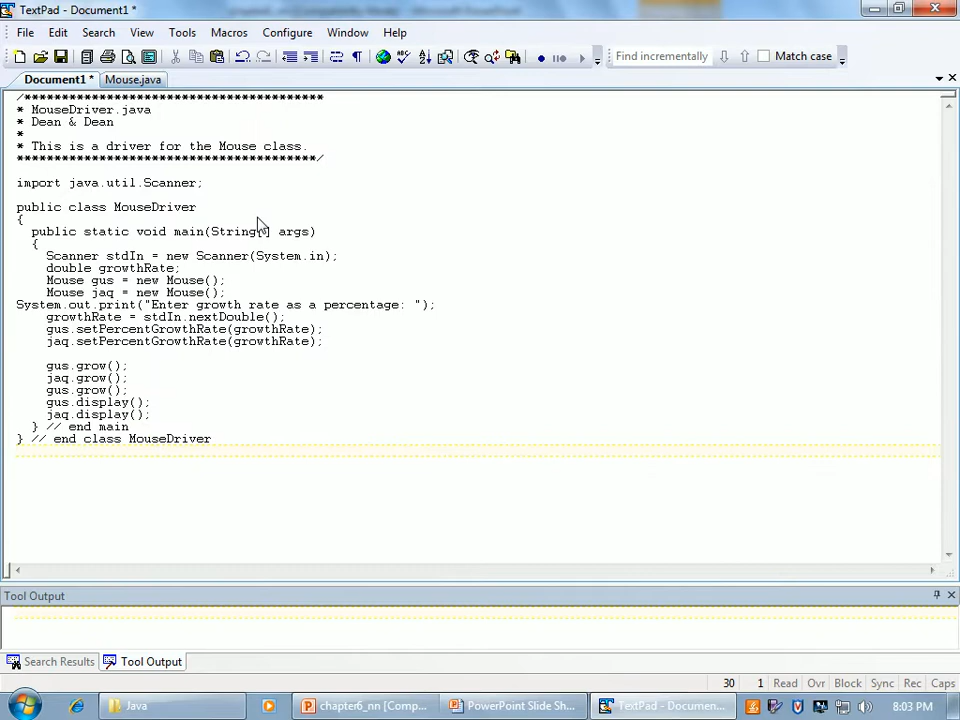 TextPad - Document1 *
File Edit Search View Tools Macros Configure Window Help
Find incrementally Match case
Document1 * Mouse.java
/****************************************
* MouseDriver.java
* Dean & Dean
*
* This is a driver for the Mouse class.
****************************************/
import java.util.Scanner;
public class MouseDriver
{
public static void main(String[] args)
{
Scanner stdIn = new Scanner(System.in);
double growthRate;
Mouse gus = new Mouse();
Mouse jaq = new Mouse();
System.out.print("Enter growth rate as a percentage: ");
growthRate = stdIn.nextDouble();
gus.setPercentGrowthRate(growthRate);
jaq.setPercentGrowthRate(growthRate);
gus.grow();
jaq.grow();
gus.grow();
gus.display();
jaq.display();
} // end main
} // end class MouseDriver
Tool Output
Search Results Tool Output
30 1 Read Ovr Block Sync Rec Caps
Java chapter6_nn [Comp... PowerPoint Slide Sh... TextPad - Documen... 8:03 PM